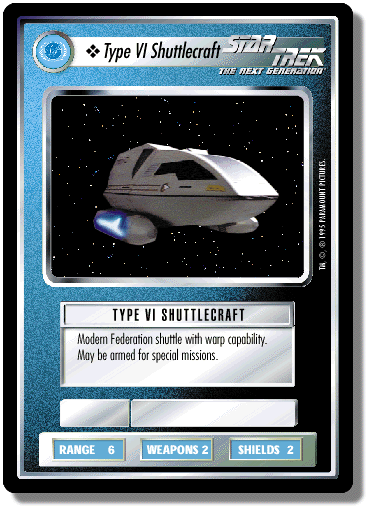 ❖ Type VI Shuttlecraft
STAR TREK
THE NEXT GENERATION
TM © ® 1995 PARAMOUNT PICTURES.
TYPE VI SHUTTLECRAFT
Modern Federation shuttle with warp capability.
May be armed for special missions.
RANGE 6 WEAPONS 2 SHIELDS 2